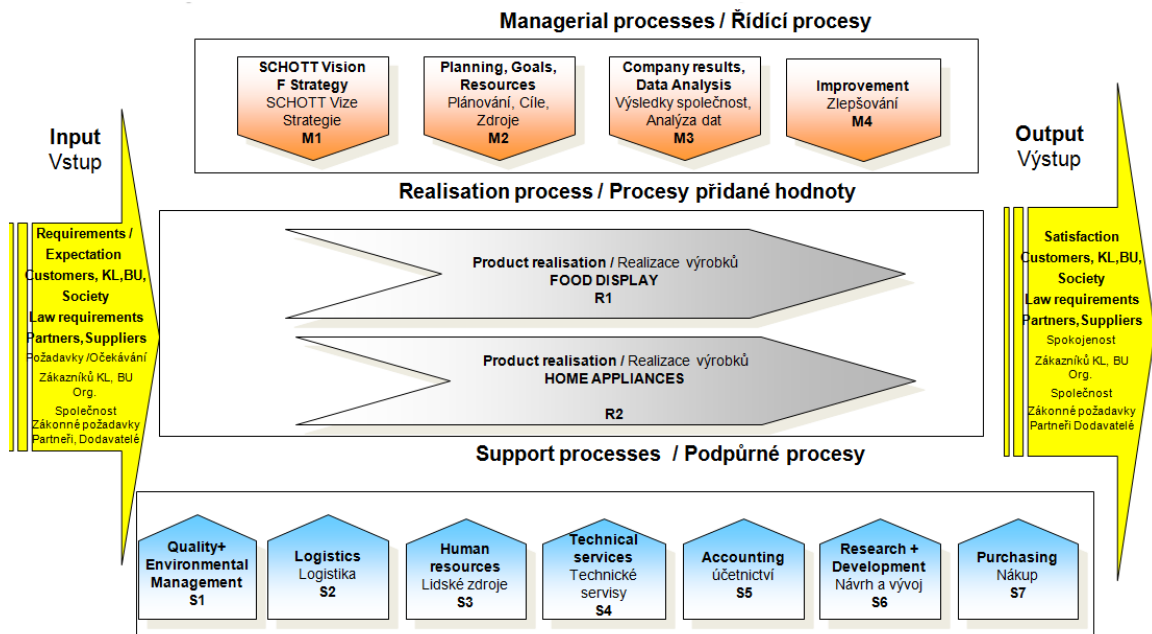 Managerial processes / Řídící procesy
SCHOTT Vision
F Strategy
SCHOTT Vize
Strategie
M1
Planning, Goals,
Resources
Plánování, Cíle,
Zdroje
M2
Company results,
Data Analysis
Výsledky společnost,
Analýza dat
M3
Improvement
Zlepšování
M4
Input
Vstup
Requirements /
Expectation
Customers, KL,BU,
Society
Law requirements
Partners, Suppliers
Požadavky /Očekávání
Zákazníků KL, BU
Org.
Společnost
Zákonné požadavky
Partneři, Dodavatelé
Realisation process / Procesy přidané hodnoty
Product realisation / Realizace výrobků
FOOD DISPLAY
R1
Product realisation / Realizace výrobků
HOME APPLIANCES
R2
Output
Výstup
Satisfaction
Customers, KL,BU,
Society
Law requirements
Partners, Suppliers
Spokojenost
Zákazníků KL, BU
Org.
Společnost
Zákonné požadavky
Partneři Dodavatelé
Support processes / Podpůrné procesy
Quality+
Environmental
Management
S1
Logistics
Logistika
S2
Human
resources
Lidské zdroje
S3
Technical
services
Technické
servisy
S4
Accounting
účetnictví
S5
Research +
Development
Návrh a vývoj
S6
Purchasing
Nákup
S7